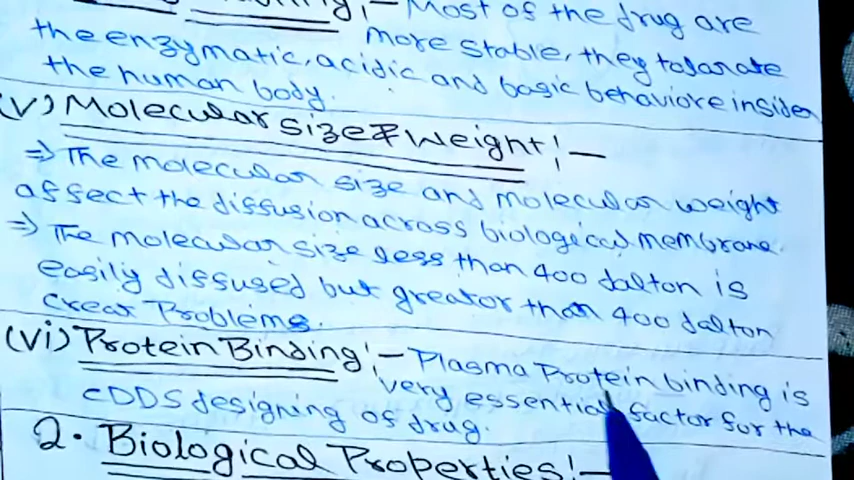 :- Most of the drug are
more stable, they tolarate
the enzymatic, acidic and basic behaviore insider
the human body.
(V) Molecular size & Weight :-
⇒ The molecular size and molecular weight
affect the diffusion across biological membrane.
⇒ The molecular size less than 400 dalton is
easily diffused but greator than 400 dalton
creat Problems.
(Vi) Protein Binding :- Plasma Protein binding is
very essential factor for the
CDDS designing of drug.
2. Biological Properties :-